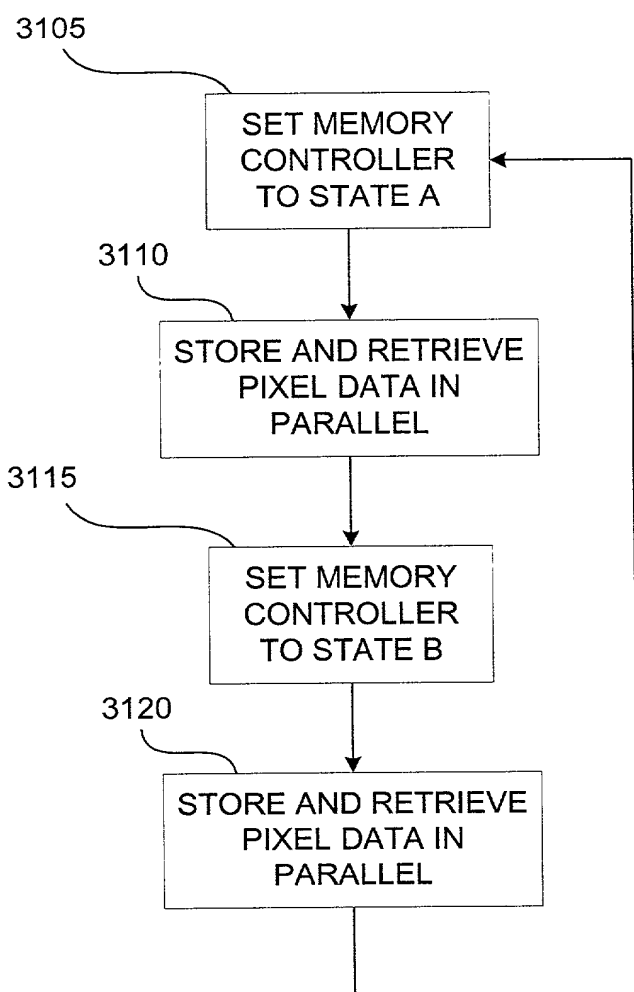 3105
SET MEMORY
CONTROLLER
TO STATE A
3110
STORE AND RETRIEVE
PIXEL DATA IN
PARALLEL
3115
SET MEMORY
CONTROLLER
TO STATE B
3120
STORE AND RETRIEVE
PIXEL DATA IN
PARALLEL